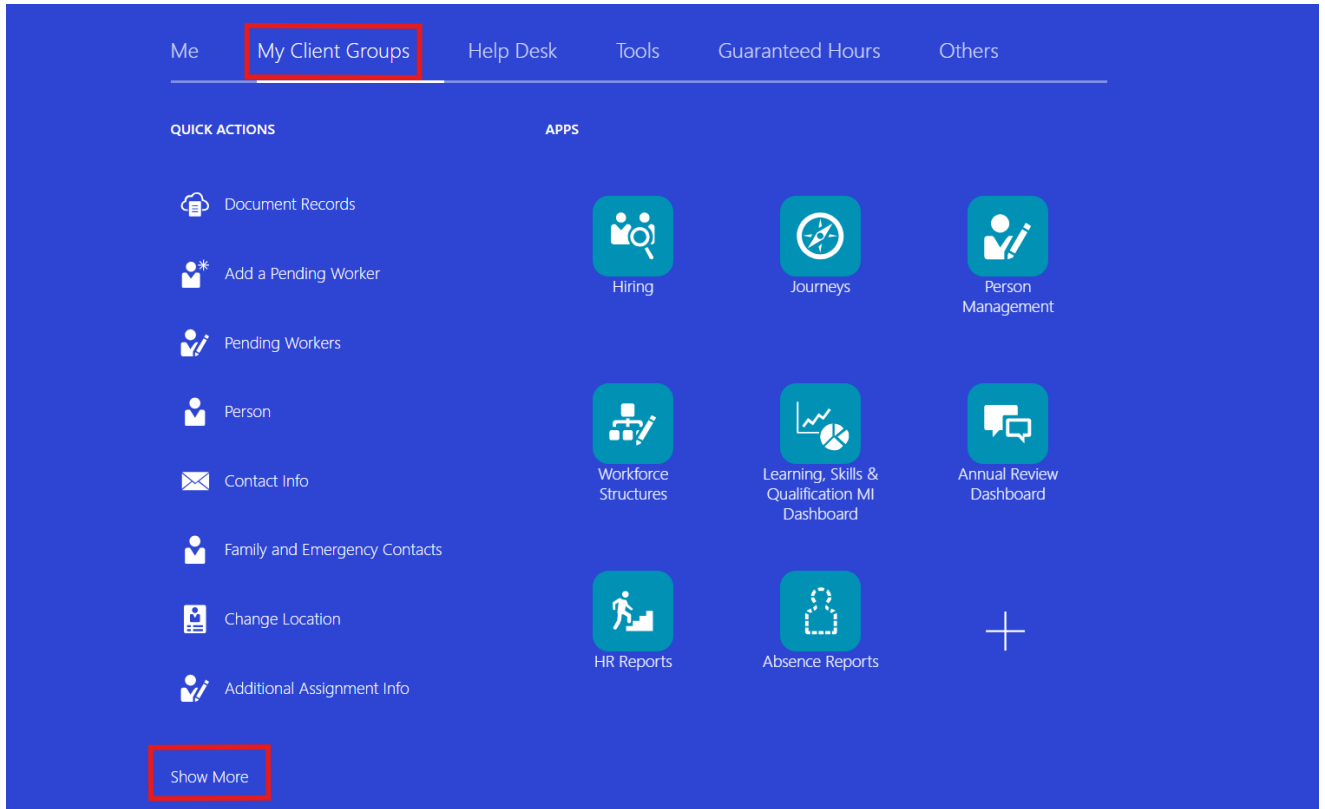 Me
My Client Groups
Help Desk
Tools
Guaranteed Hours
Others
QUICK ACTIONS
APPS
Document Records
Add a Pending Worker
Pending Workers
Person
Contact Info
Family and Emergency Contacts
Change Location
Additional Assignment Info
Show More
Hiring
Journeys
Person
Management
Workforce
Structures
Learning, Skills &
Qualification MI
Dashboard
Annual Review
Dashboard
HR Reports
Absence Reports